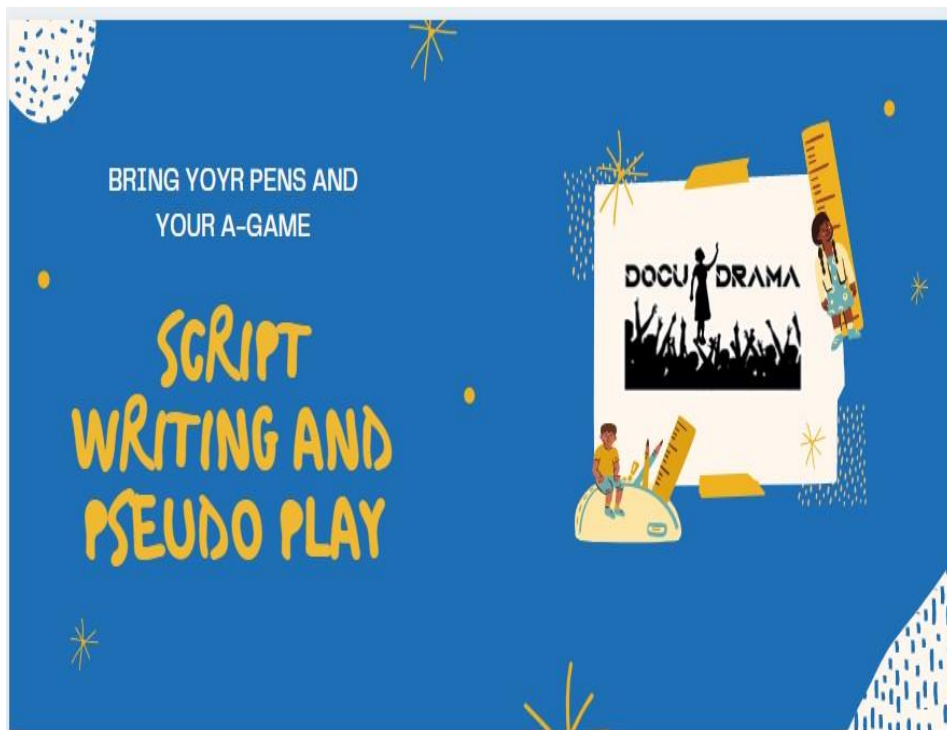 BRING YOYR PENS AND
YOUR A-GAME
SCRIPT
WRITING AND
PSEUDO PLAY
DOCU DRAMA